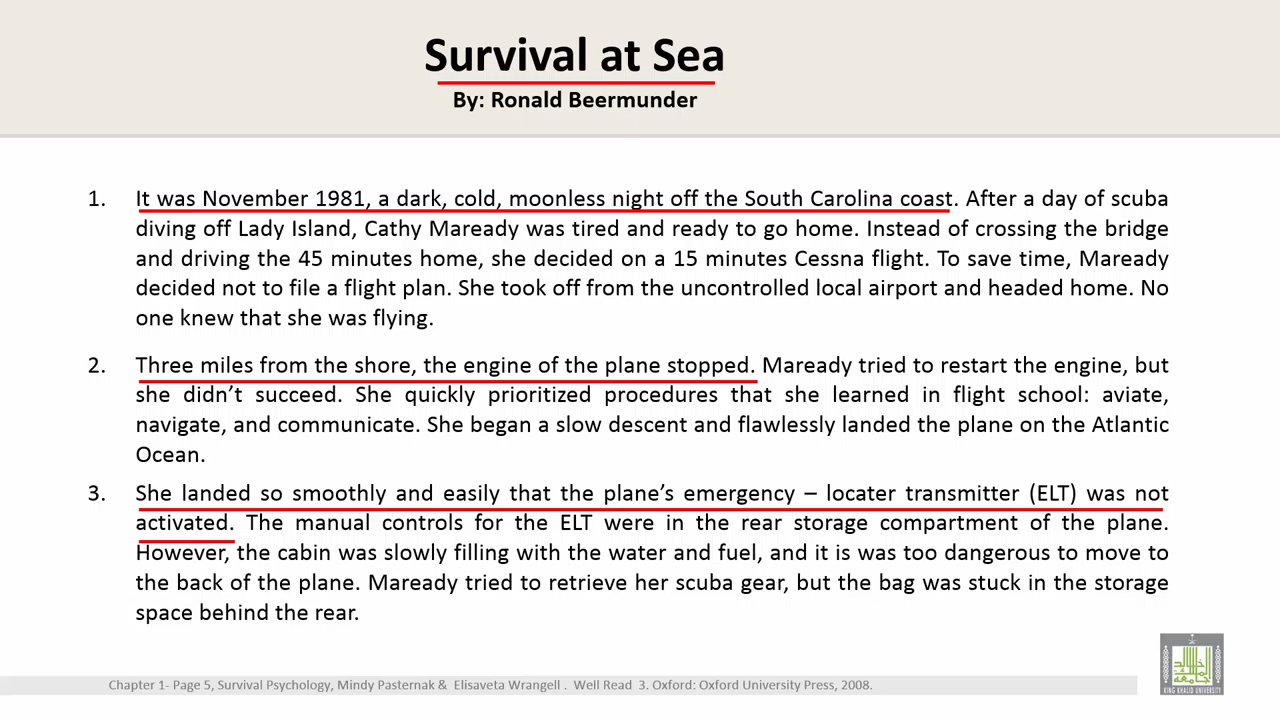 Survival at Sea
By: Ronald Beermunder
1. It was November 1981, a dark, cold, moonless night off the South Carolina coast. After a day of scuba
diving off Lady Island, Cathy Maready was tired and ready to go home. Instead of crossing the bridge
and driving the 45 minutes home, she decided on a 15 minutes Cessna flight. To save time, Maready
decided not to file a flight plan. She took off from the uncontrolled local airport and headed home. No
one knew that she was flying.
2. Three miles from the shore, the engine of the plane stopped. Maready tried to restart the engine, but
she didn’t succeed. She quickly prioritized procedures that she learned in flight school: aviate,
navigate, and communicate. She began a slow descent and flawlessly landed the plane on the Atlantic
Ocean.
3. She landed so smoothly and easily that the plane’s emergency – locater transmitter (ELT) was not
activated. The manual controls for the ELT were in the rear storage compartment of the plane.
However, the cabin was slowly filling with the water and fuel, and it is was too dangerous to move to
the back of the plane. Maready tried to retrieve her scuba gear, but the bag was stuck in the storage
space behind the rear.
KING KHALID UNIVERSITY
Chapter 1- Page 5, Survival Psychology, Mindy Pasternak & Elisaveta Wrangell . Well Read 3. Oxford: Oxford University Press, 2008.